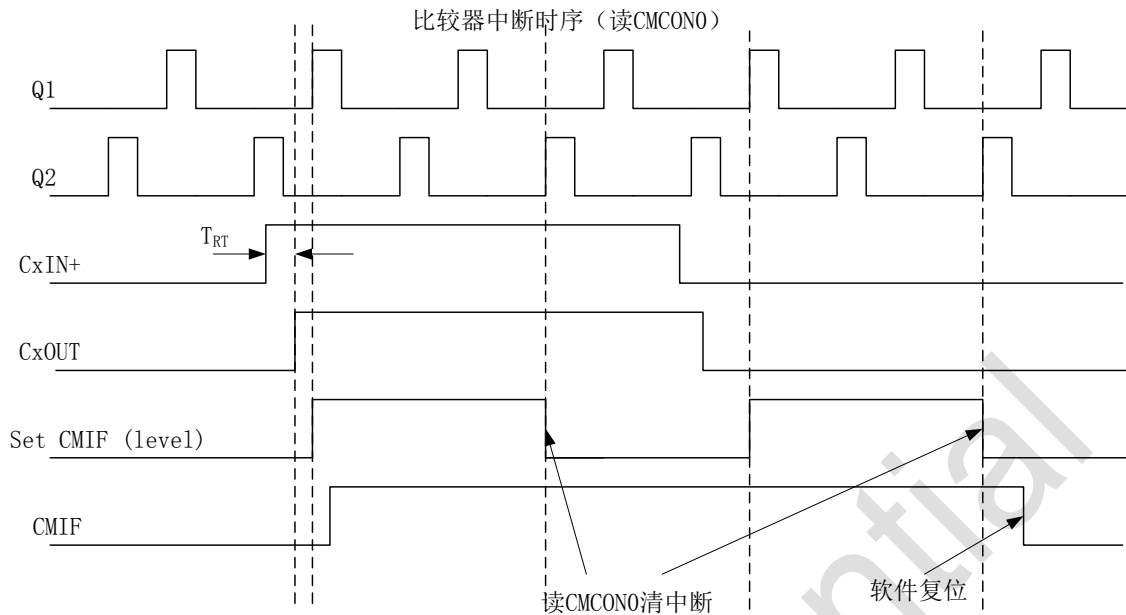 比较器中断时序（读CMCON0）
Q1
Q2
TRT
CxIN+
CxOUT
Set CMIF (level)
CMIF
读CMCON0清中断
软件复位
ential